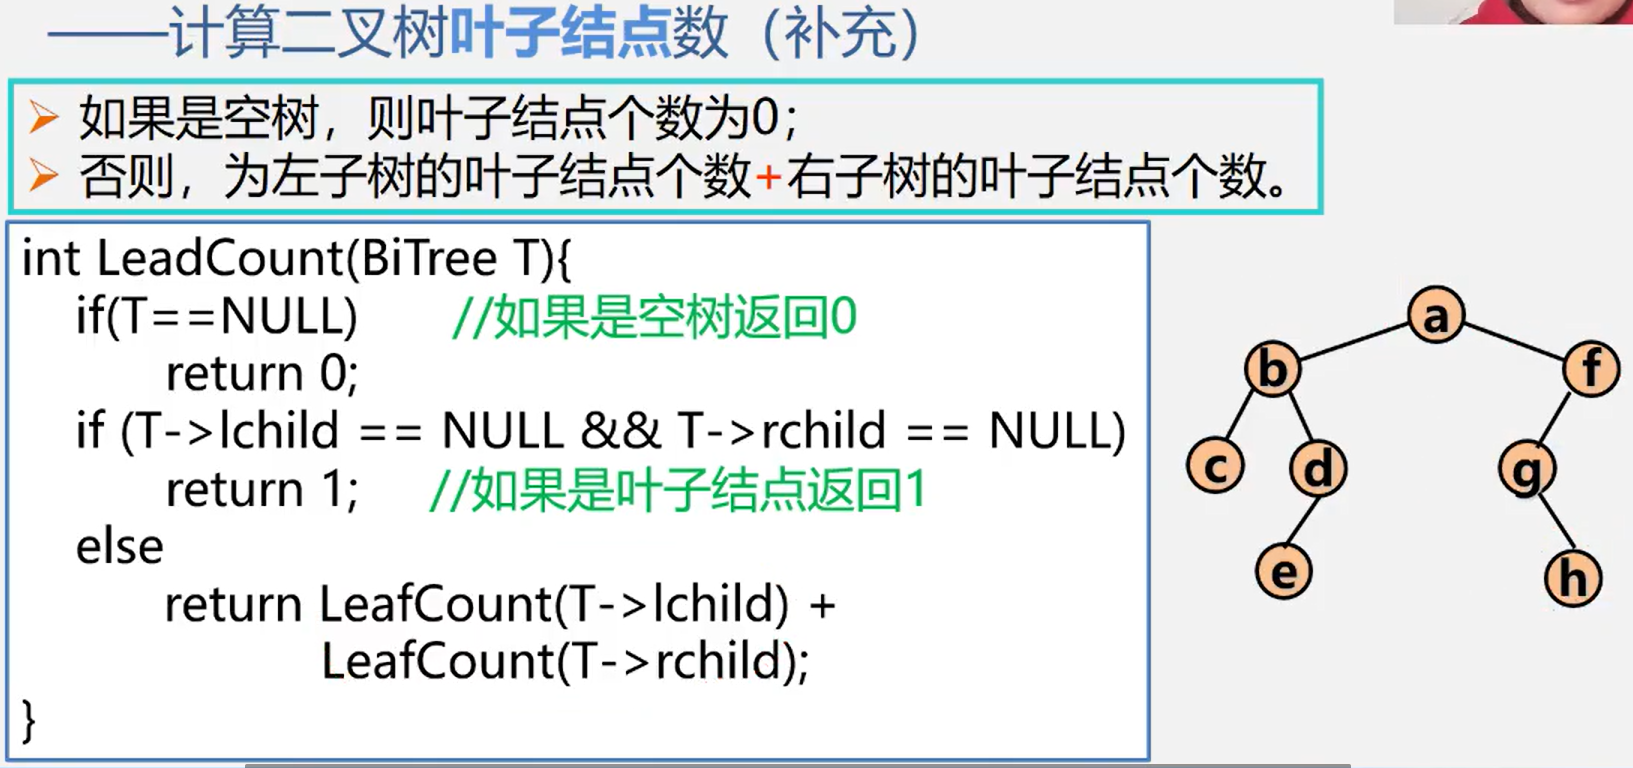 ——计算二叉树叶子结点数（补充）
➢ 如果是空树，则叶子结点个数为0；
➢ 否则，为左子树的叶子结点个数+右子树的叶子结点个数。
int LeadCount(BiTree T){
if(T==NULL) //如果是空树返回0
return 0;
if (T->lchild == NULL && T->rchild == NULL)
return 1; //如果是叶子结点返回1
else
return LeafCount(T->lchild) +
LeafCount(T->rchild);
}
a
b f
c d g
e h